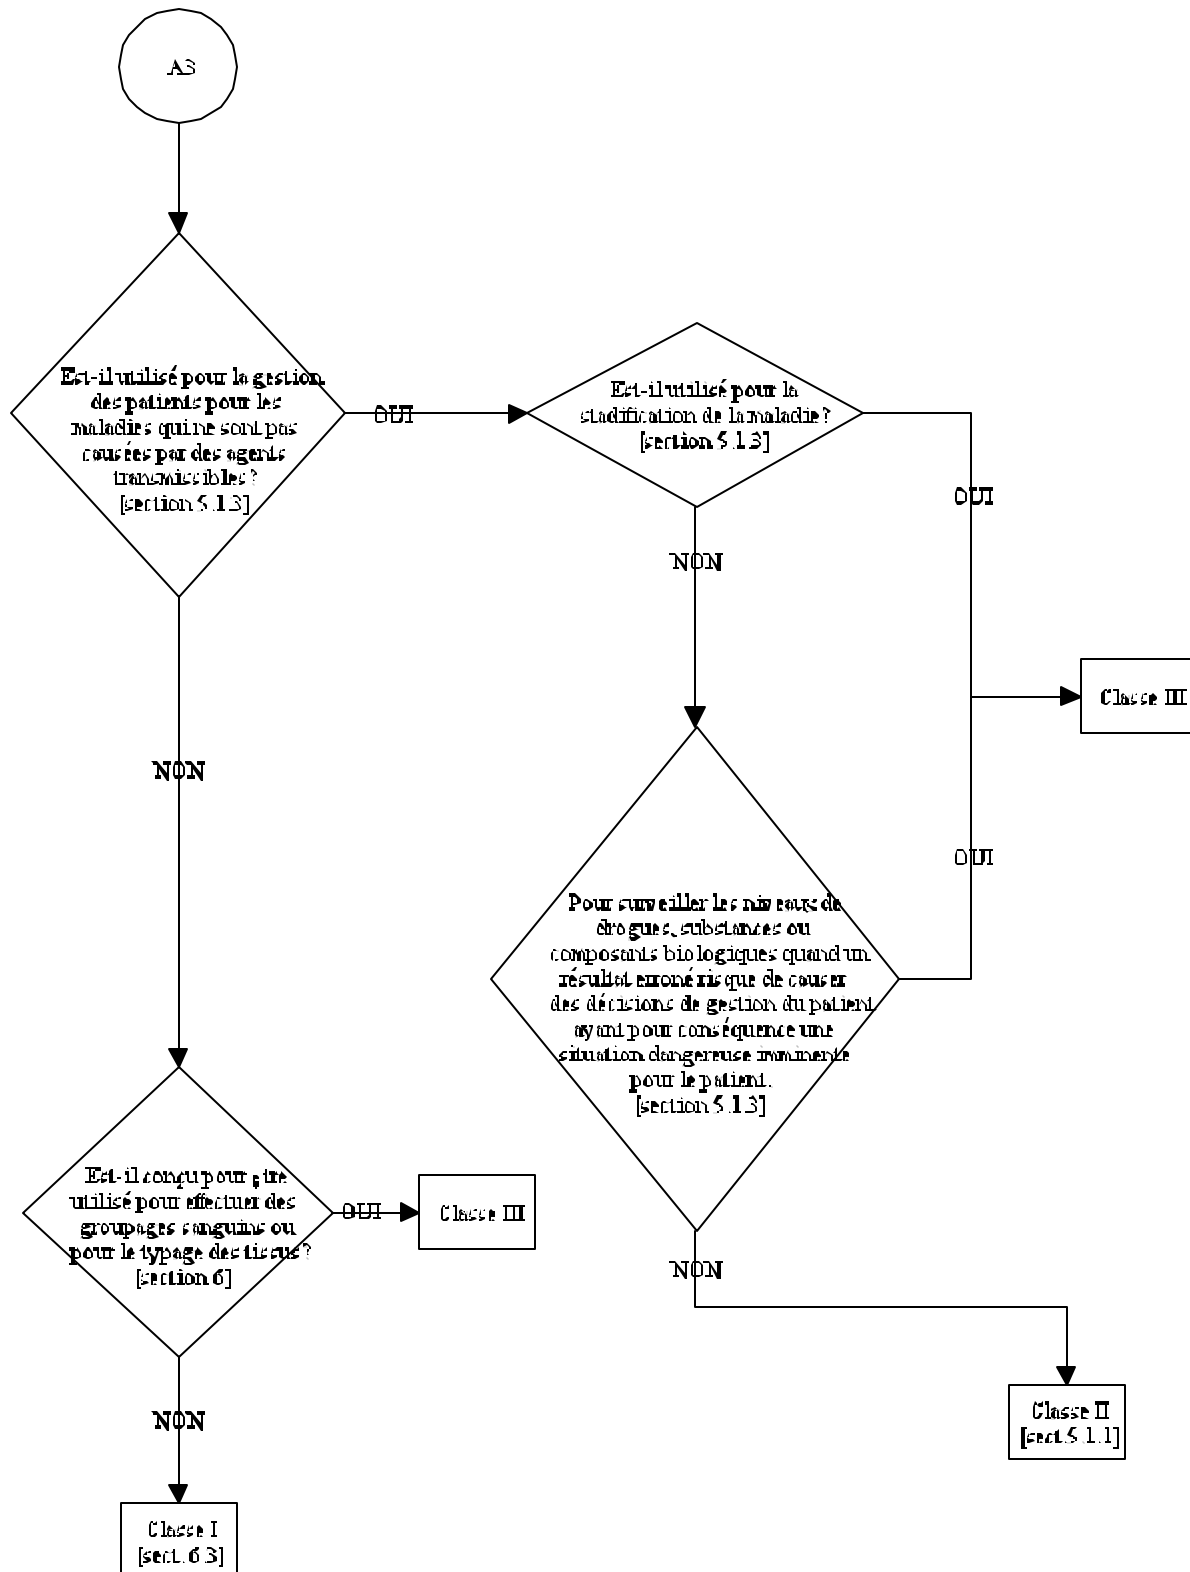 A3
Est-il utilisé pour la gestion
des patients pour les
maladies qui ne sont pas
causées par des agents
transmissibles ?
[section 5.1.3]
OUI
Est-il utilisé pour la
stadification de la maladie ?
[section 5.1.3]
OUI
NON
Classe III
NON
OUI
Pour surveiller les niveaux de
drogues, substances ou
composants biologiques quand un
résultat erroné risque de causer
des décisions de gestion du patient
ayant pour conséquence une
situation dangereuse imminente
pour le patient.
[section 5.1.3]
Est-il conçu pour être
utilisé pour effectuer des
groupages sanguins ou
pour le typage des tissus ?
[section 6]
OUI
Classe III
NON
NON
Classe II
[sect.5.1.1]
Classe I
[sect. 6.3]